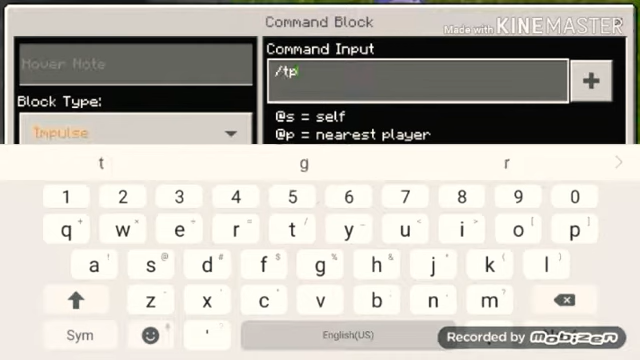 Command Block
Made with KINEMASTER
Hover Note
Command Input
/tp
Block Type:
@s = self
Impulse
@p = nearest player
t g r
1 2 3 4 5 6 7 8 9 0
q w e r t y u i o p
a s d f g h j k l
z x c v b n m
Sym ' English(US)
Recorded by mobizen